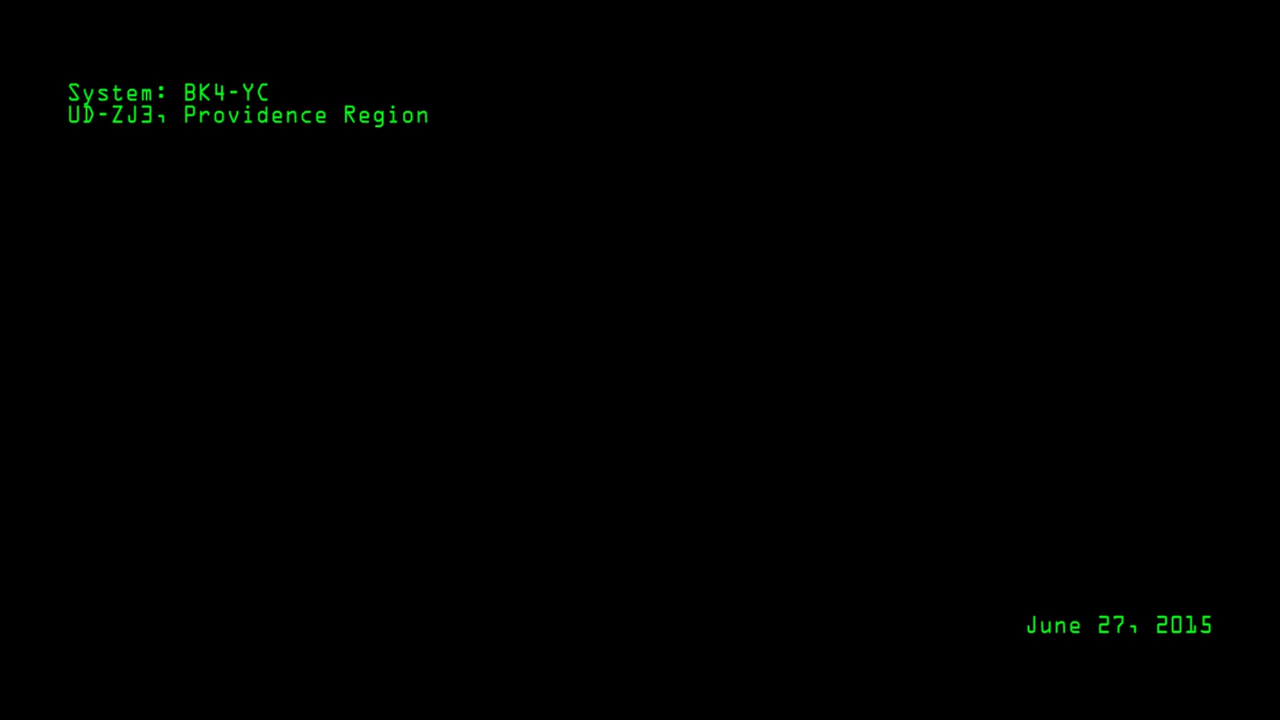 System: BK4-YC
UD-ZJ3, Providence Region
June 27, 2015